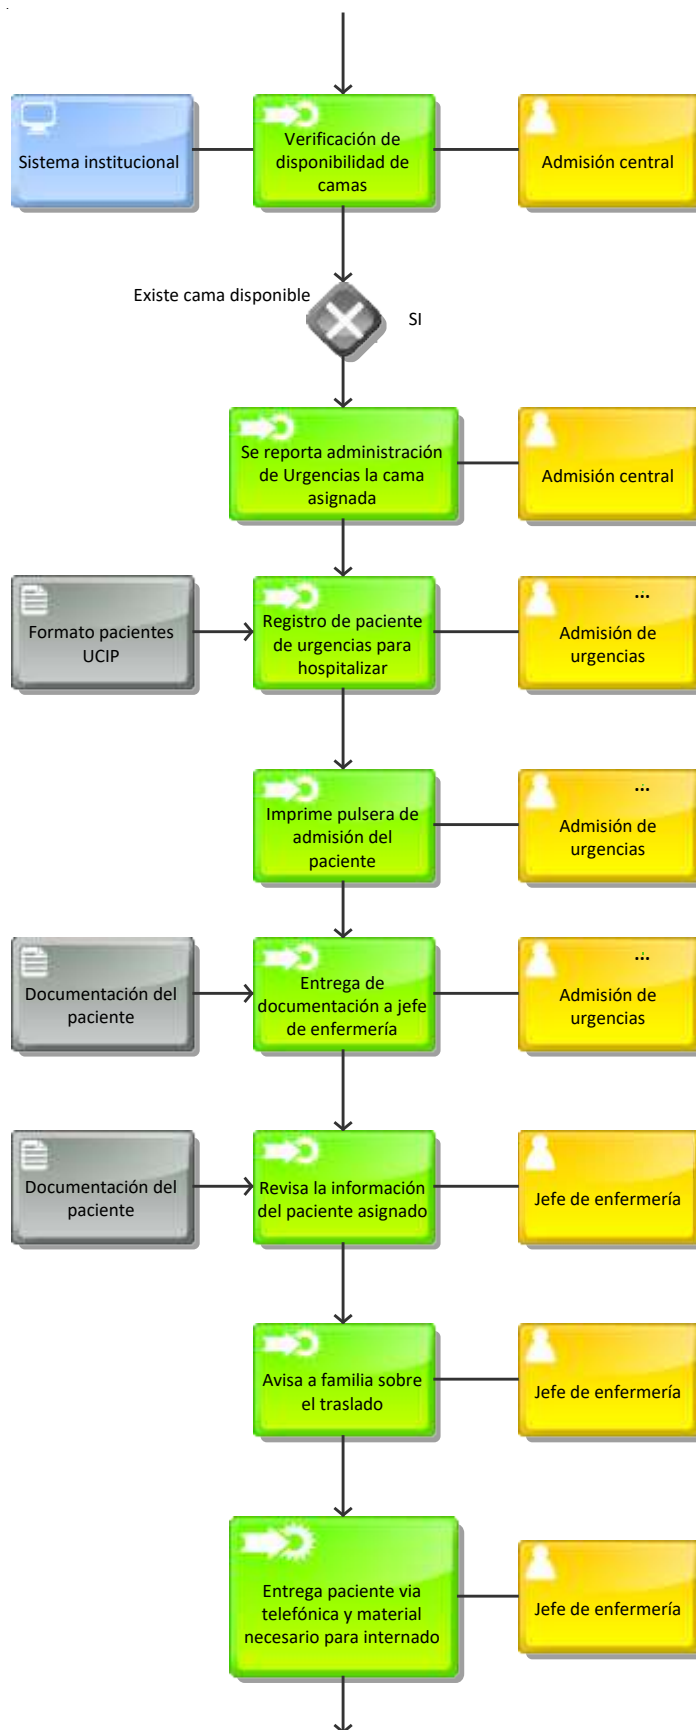 .
Sistema institucional
Verificación de
disponibilidad de
camas
Admisión central
Existe cama disponible
SI
Se reporta administración
de Urgencias la cama
asignada
Admisión central
Formato pacientes
UCIP
Registro de paciente
de urgencias para
hospitalizar
...
Admisión de
urgencias
Imprime pulsera de
admisión del
paciente
...
Admisión de
urgencias
Documentación del
paciente
Entrega de
documentación a jefe
de enfermería
...
Admisión de
urgencias
Documentación del
paciente
Revisa la información
del paciente asignado
Jefe de enfermería
Avisa a familia sobre
el traslado
Jefe de enfermería
Entrega paciente via
telefónica y material
necesario para internado
Jefe de enfermería